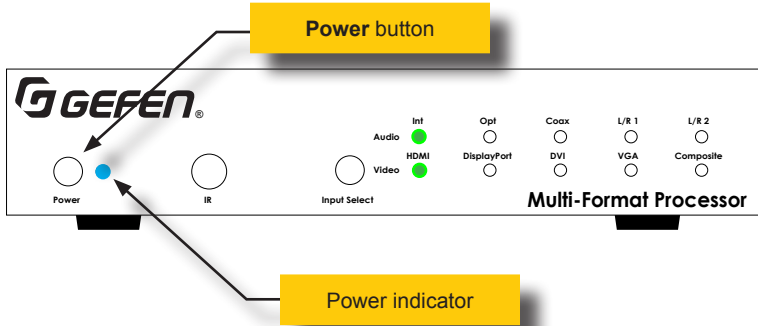 Power button
GEFEN®
Int Opt Coax L/R 1 L/R 2
Audio
HDMI DisplayPort DVI VGA Composite
Video
Power IR Input Select
Multi-Format Processor
Power indicator